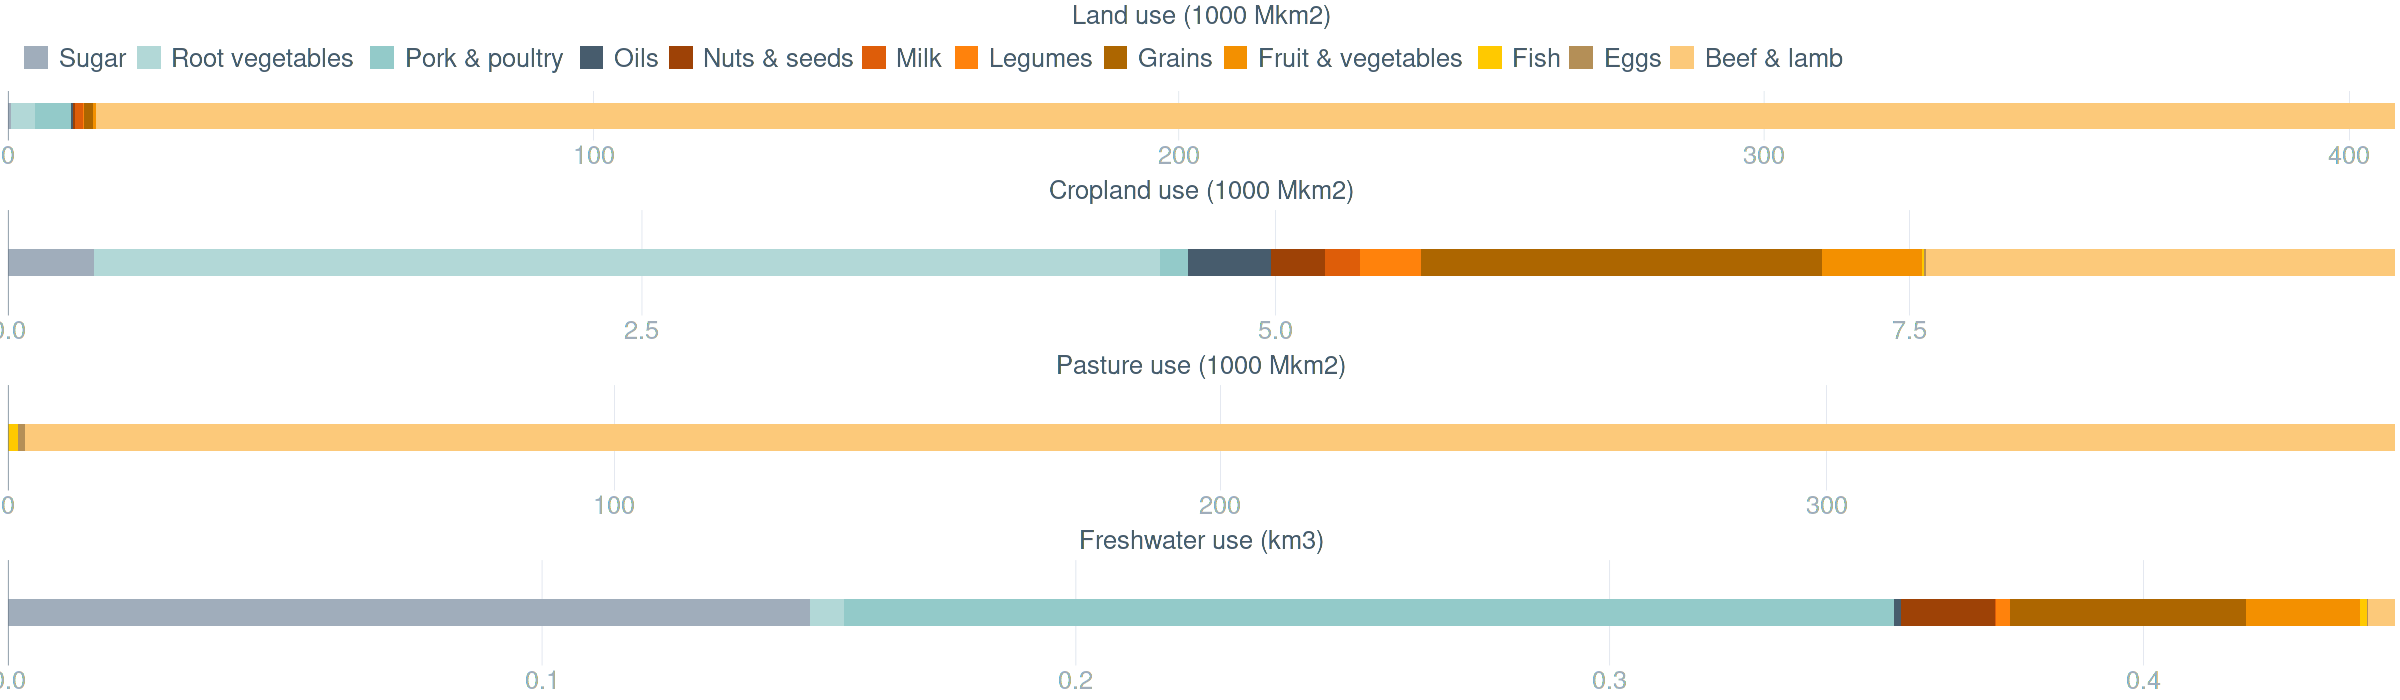 Land use (1000 Mkm2)
Sugar Root vegetables Pork & poultry Oils Nuts & seeds Milk Legumes Grains Fruit & vegetables Fish Eggs Beef & lamb
0 100 200 300 400
Cropland use (1000 Mkm2)
0.0 2.5 5.0 7.5
Pasture use (1000 Mkm2)
0 100 200 300
Freshwater use (km3)
0.0 0.1 0.2 0.3 0.4